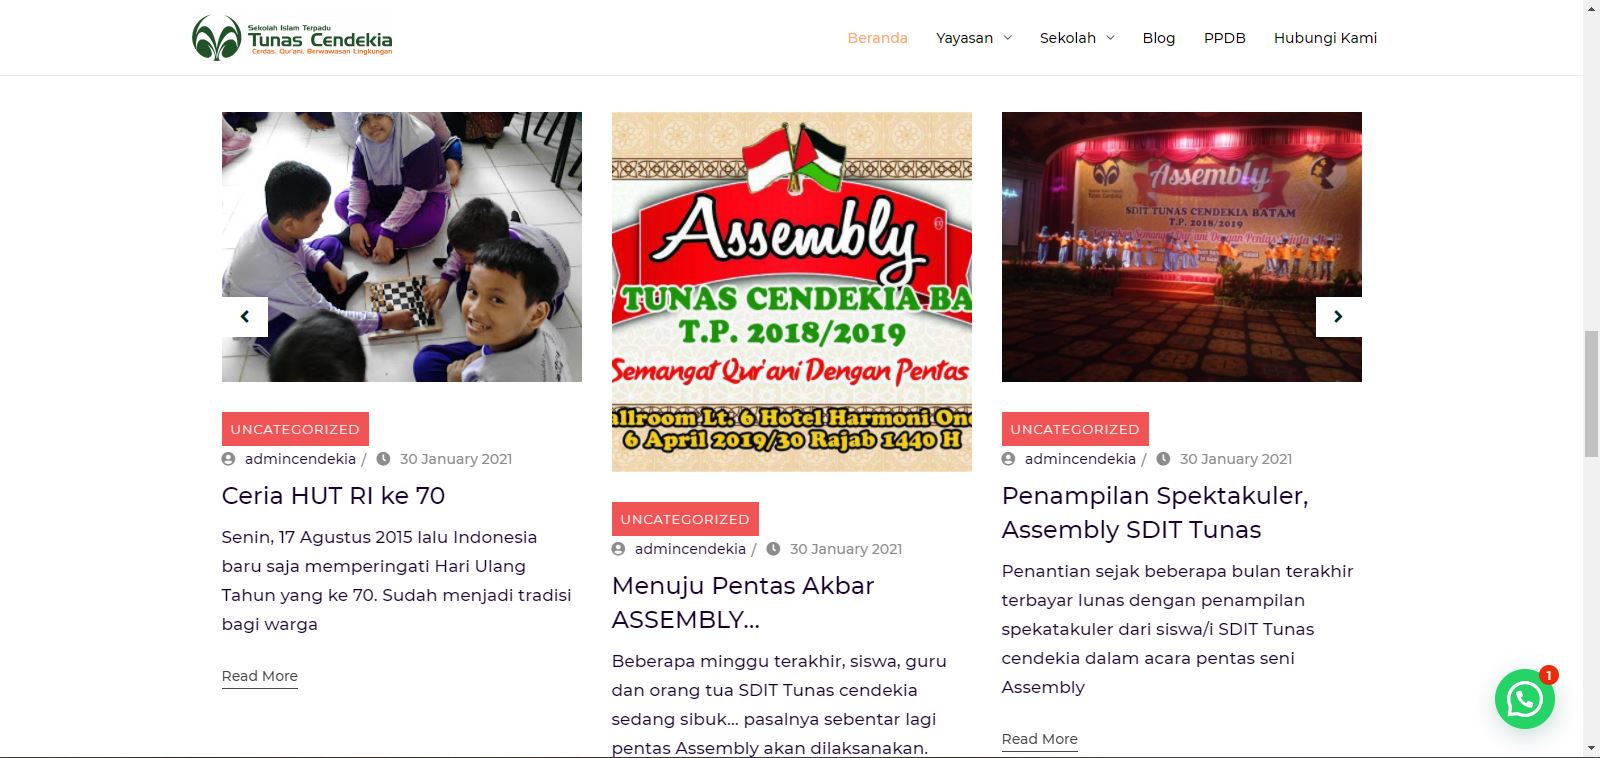 Sekolah Islam Terpadu
Tunas Cendekia
Cerdas, Qur'ani, Berwawasan Lingkungan
Beranda
Yayasan
Sekolah
Blog
PPDB
Hubungi Kami
UNCATEGORIZED
admincendekia / 30 January 2021
Ceria HUT RI ke 70
Senin, 17 Agustus 2015 lalu Indonesia
baru saja memperingati Hari Ulang
Tahun yang ke 70. Sudah menjadi tradisi
bagi warga
Read More
Assembly
TUNAS CENDEKIA BA
T.P. 2018/2019
Semangat Qur'ani Dengan Pentas
allroom Lt. 6 Hotel Harmoni On
6 April 2019/30 Rajab 1440 H
UNCATEGORIZED
admincendekia / 30 January 2021
Menuju Pentas Akbar
ASSEMBLY...
Beberapa minggu terakhir, siswa, guru
dan orang tua SDIT Tunas cendekia
sedang sibuk... pasalnya sebentar lagi
pentas Assembly akan dilaksanakan.
Assembly
SDIT TUNAS CENDEKIA BATAM
T.P. 2018/2019
Semangat Qur'ani Dengan Pentas
UNCATEGORIZED
admincendekia / 30 January 2021
Penampilan Spektakuler,
Assembly SDIT Tunas
Penantian sejak beberapa bulan terakhir
terbayar lunas dengan penampilan
spekatakuler dari siswa/i SDIT Tunas
cendekia dalam acara pentas seni
Assembly
Read More
1